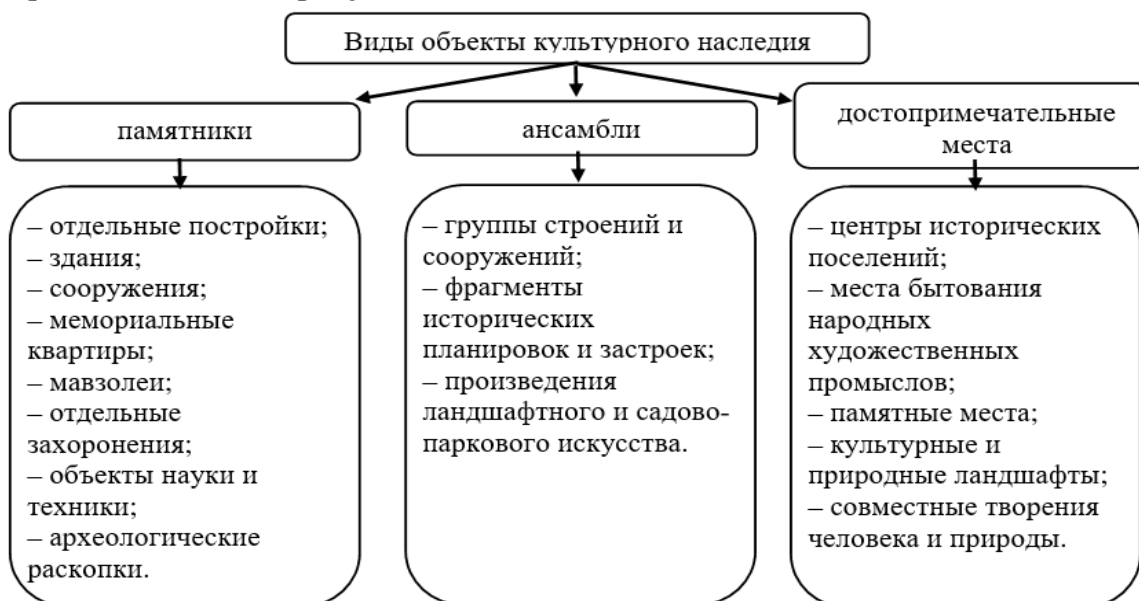 Виды объекты культурного наследия
памятники
ансамбли
достопримечательные
места
– отдельные постройки;
– здания;
– сооружения;
– мемориальные
квартиры;
– мавзолеи;
– отдельные
захоронения;
– объекты науки и
техники;
– археологические
раскопки.
– группы строений и
сооружений;
– фрагменты
исторических
планировок и застроек;
– произведения
ландшафтного и садово-
паркового искусства.
– центры исторических
поселений;
– места бытования
народных
художественных
промыслов;
– памятные места;
– культурные и
природные ландшафты;
– совместные творения
человека и природы.